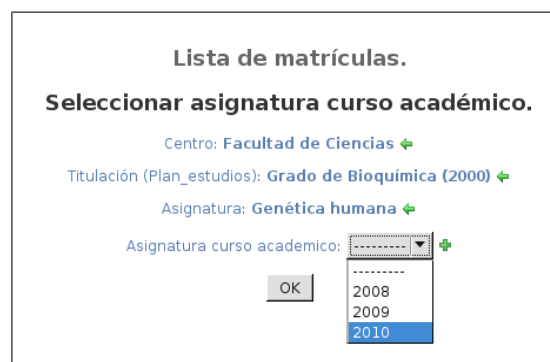 Lista de matrículas.
Seleccionar asignatura curso académico.
Centro: Facultad de Ciencias
Titulación (Plan_estudios): Grado de Bioquímica (2000)
Asignatura: Genética humana
Asignatura curso academico: ---------
---------
2008
2009
2010
OK